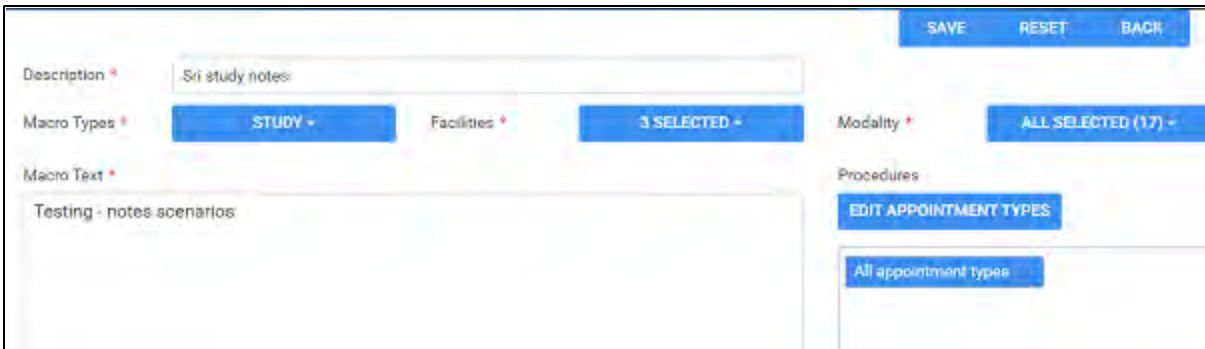 SAVE RESET BACK
Description * Sri study notes
Macro Types * STUDY Facilities * 3 SELECTED Modality * ALL SELECTED (17)
Macro Text * Procedures
Testing - notes scenarios EDIT APPOINTMENT TYPES
All appointment types